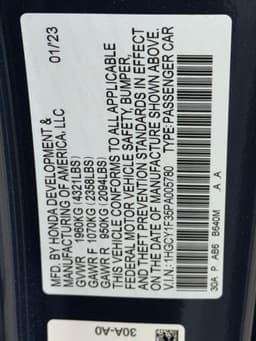 MFD. BY HONDA DEVELOPMENT & 01/23
MANUFACTURING OF AMERICA, LLC
GVWR 1960KG (4321LBS)
GAWR F 1070KG (2358LBS)
GAWR R 950KG (2094LBS)
THIS VEHICLE CONFORMS TO ALL APPLICABLE
FEDERAL MOTOR VEHICLE SAFETY, BUMPER,
AND THEFT PREVENTION STANDARDS IN EFFECT
ON THE DATE OF MANUFACTURE SHOWN ABOVE.
V.I.N.: 1HGCY1F35PA005780 TYPE: PASSENGER CAR
30A P AB6 B640M A A
30A-A0